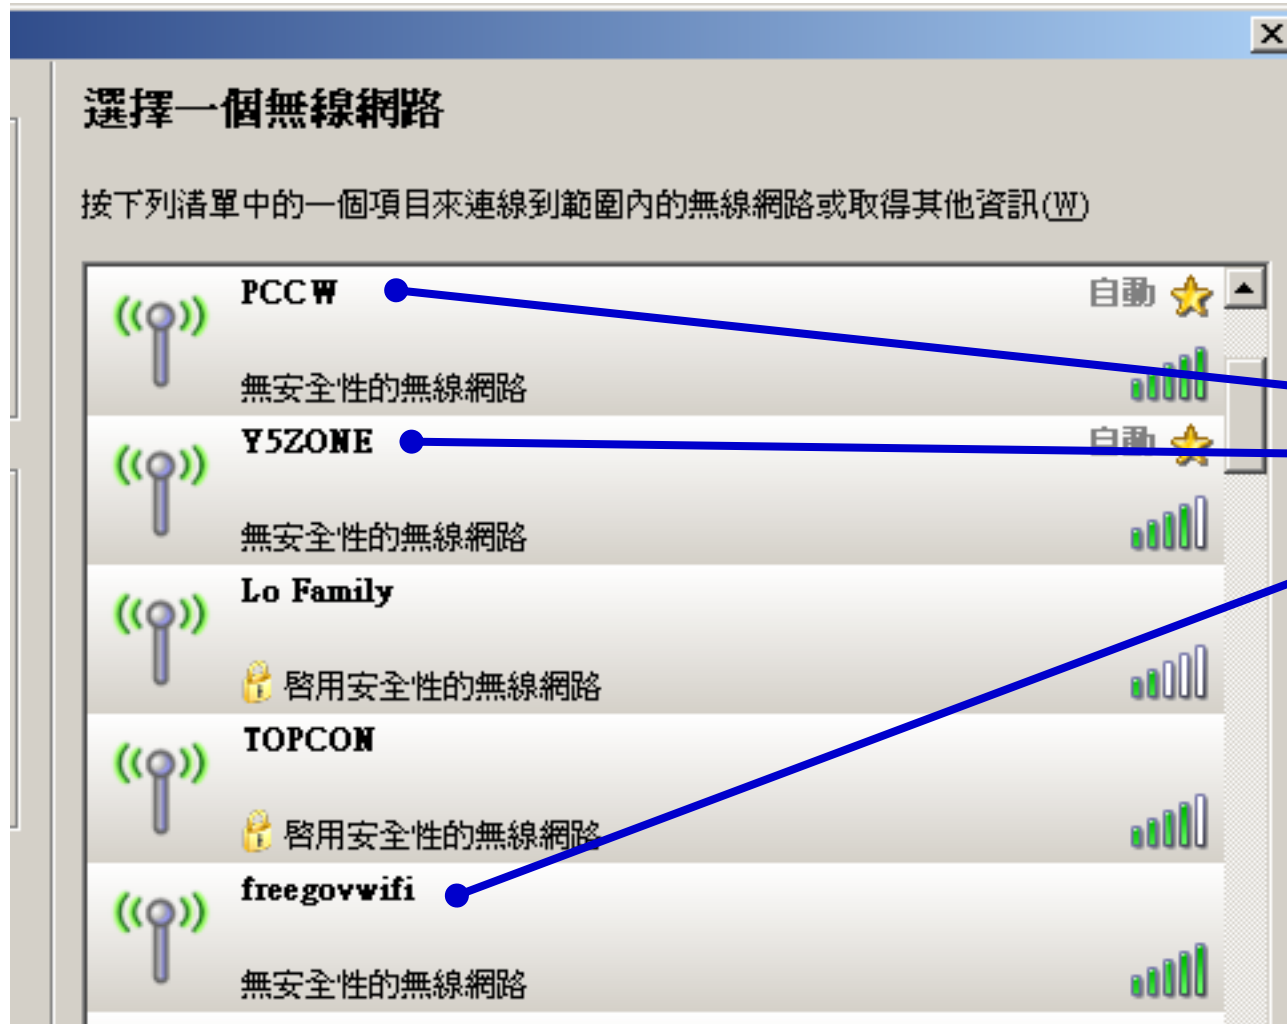 選擇一個無線網路
按下列清單中的一個項目來連線到範圍內的無線網路或取得其他資訊(W)
PCCW 自動
無安全性的無線網路
Y5ZONE 自動
無安全性的無線網路
Lo Family
啓用安全性的無線網路
TOPCON
啓用安全性的無線網路
freegovwifi
無安全性的無線網路